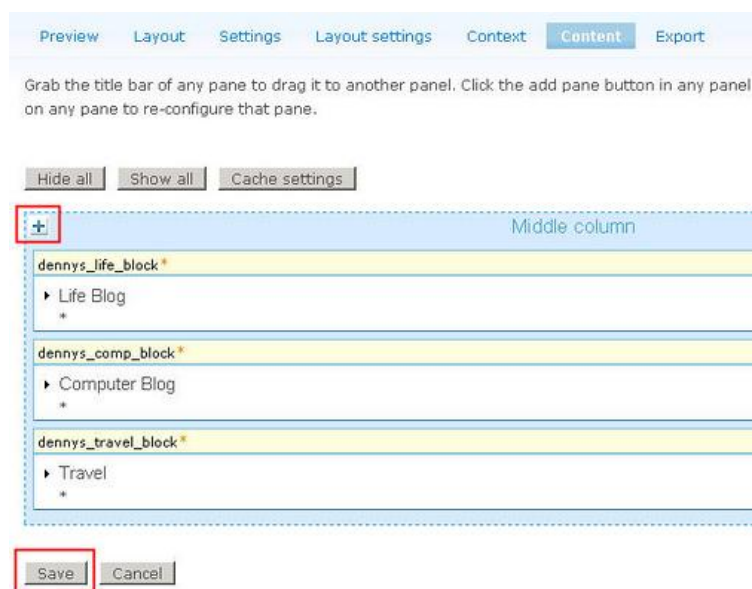 Preview Layout Settings Layout settings Context Content Export
Grab the title bar of any pane to drag it to another panel. Click the add pane button in any panel
on any pane to re-configure that pane.
Hide all Show all Cache settings
+ Middle column
dennys_life_block*
Life Blog
*
dennys_comp_block*
Computer Blog
*
dennys_travel_block*
Travel
*
Save Cancel